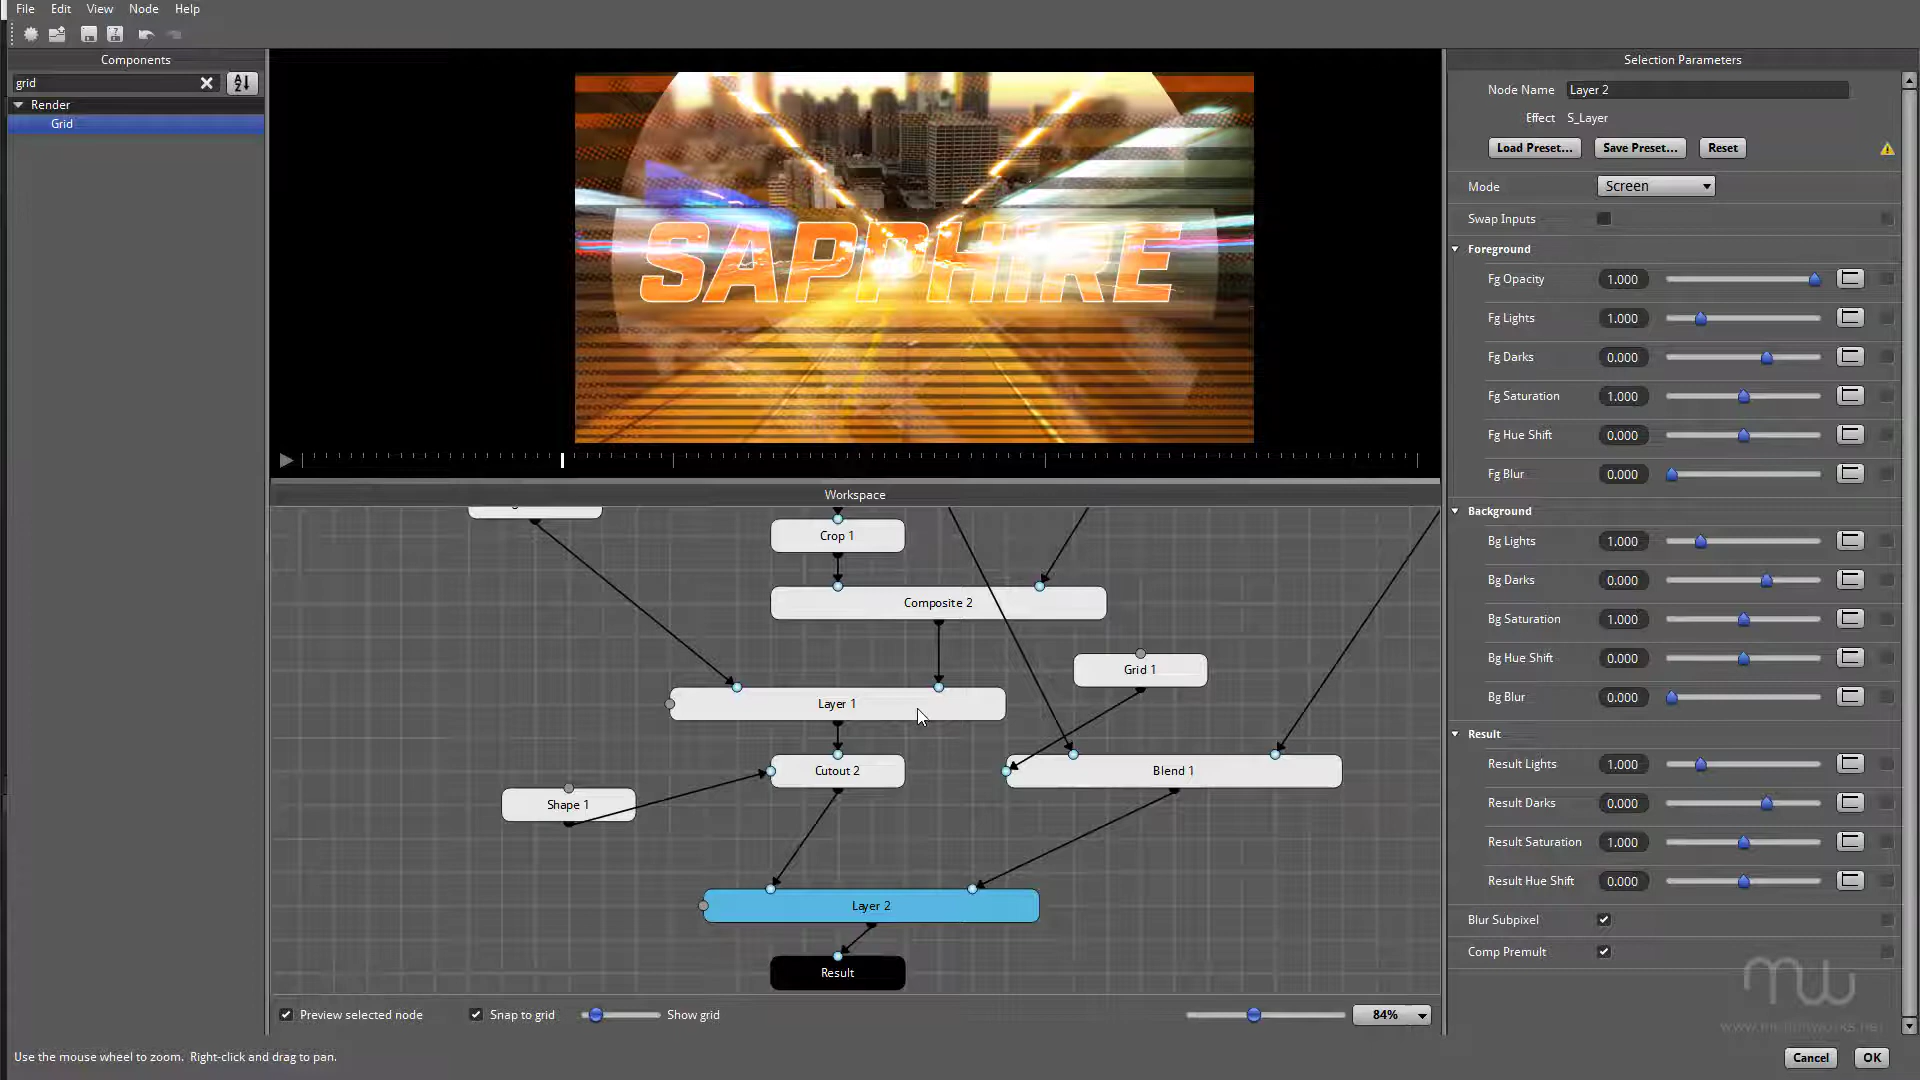 File Edit View Node Help
Components
grid
Render
Grid
SAPPHIRE
Workspace
Crop 1
Composite 2
Grid 1
Layer 1
Cutout 2
Blend 1
Shape 1
Layer 2
Result
Preview selected node
Snap to grid
Show grid
84%
Use the mouse wheel to zoom. Right-click and drag to pan.
Selection Parameters
Node Name Layer 2
Effect S_Layer
Load Preset... Save Preset... Reset
Mode Screen
Swap Inputs
Foreground
Fg Opacity 1.000
Fg Lights 1.000
Fg Darks 0.000
Fg Saturation 1.000
Fg Hue Shift 0.000
Fg Blur 0.000
Background
Bg Lights 1.000
Bg Darks 0.000
Bg Saturation 1.000
Bg Hue Shift 0.000
Bg Blur 0.000
Result
Result Lights 1.000
Result Darks 0.000
Result Saturation 1.000
Result Hue Shift 0.000
Blur Subpixel
Comp Premult
mw
Cancel OK